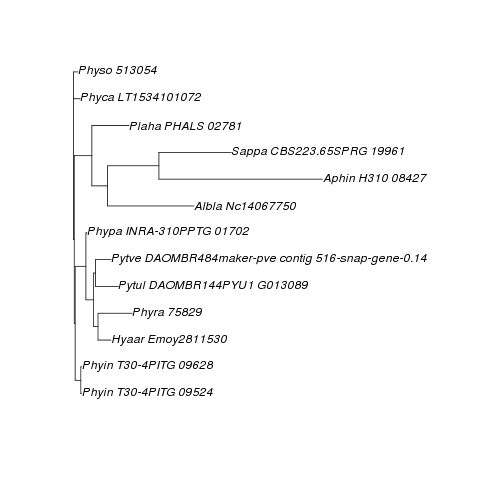 Physo 513054
Phyca LT1534101072
Plaha PHALS 02781
Sappa CBS223.65SPRG 19961
Aphin H310 08427
Albla Nc14067750
Phypa INRA-310PPTG 01702
Pytve DAOMBR484maker-pve contig 516-snap-gene-0.14
Pytul DAOMBR144PYU1 G013089
Phyra 75829
Hyaar Emoy2811530
Phyin T30-4PITG 09628
Phyin T30-4PITG 09524